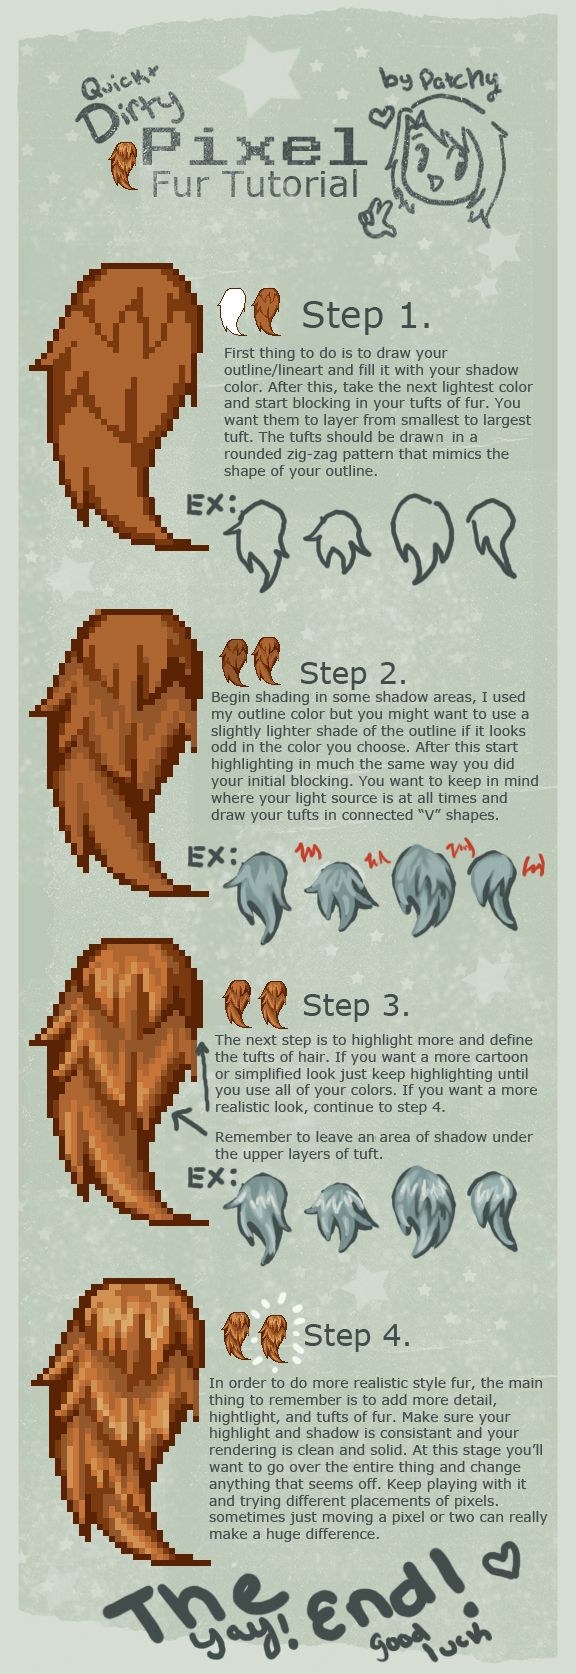 Quick+
Dirty
by Patchy
Pixel
Fur Tutorial
Step 1.
First thing to do is to draw your
outline/lineart and fill it with your shadow
color. After this, take the next lightest color
and start blocking in your tufts of fur. You
want them to layer from smallest to largest
tuft. The tufts should be drawn in a
rounded zig-zag pattern that mimics the
shape of your outline.
EX:
Step 2.
Begin shading in some shadow areas, I used
my outline color but you might want to use a
slightly lighter shade of the outline if it looks
odd in the color you choose. After this start
highlighting in much the same way you did
your initial blocking. You want to keep in mind
where your light source is at all times and
draw your tufts in connected “V” shapes.
EX:
Step 3.
The next step is to highlight more and define
the tufts of hair. If you want a more cartoon
or simplified look just keep highlighting until
you use all of your colors. If you want a more
realistic look, continue to step 4.
Remember to leave an area of shadow under
the upper layers of tuft.
EX:
Step 4.
In order to do more realistic style fur, the main
thing to remember is to add more detail,
hightlight, and tufts of fur. Make sure your
highlight and shadow is consistant and your
rendering is clean and solid. At this stage you’ll
want to go over the entire thing and change
anything that seems off. Keep playing with it
and trying different placements of pixels.
sometimes just moving a pixel or two can really
make a huge difference.
The End!
yay!
good
luck